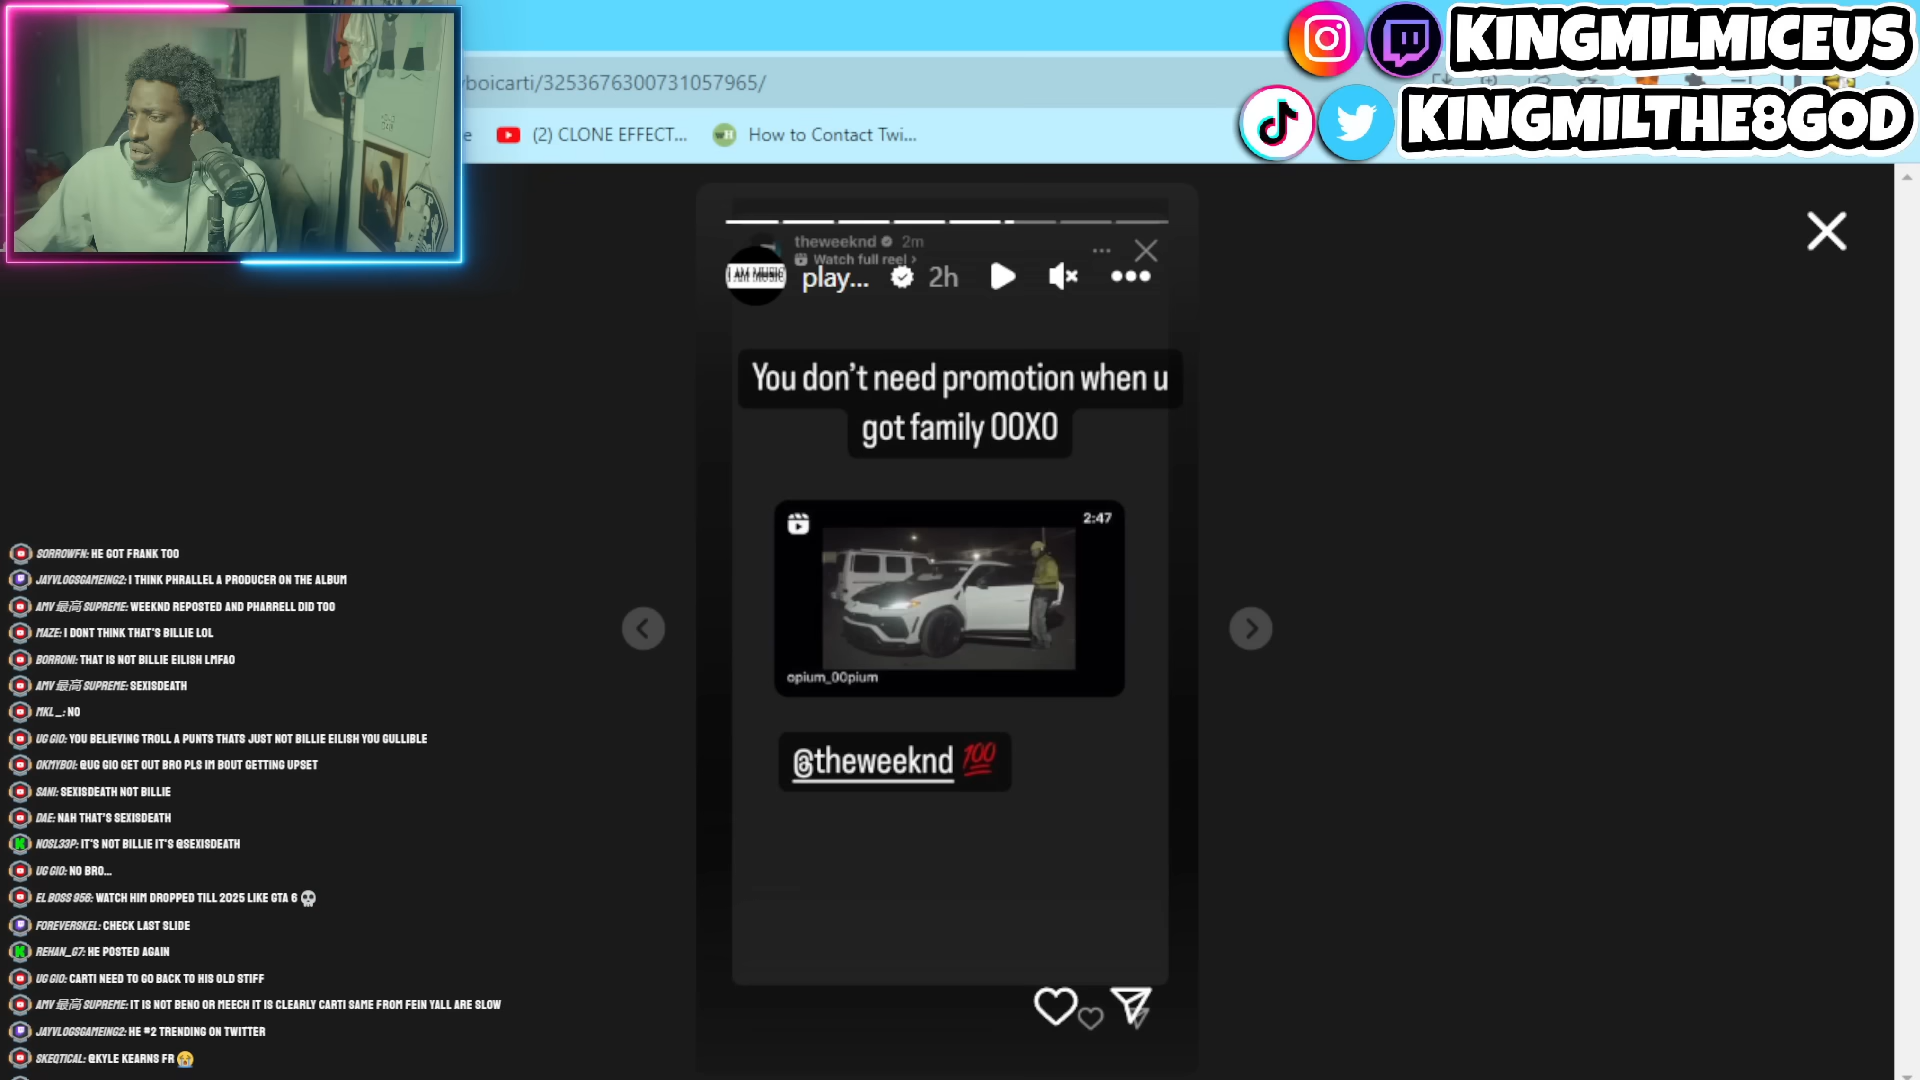 KINGMILMICEUS
KINGMILTHE8GOD
yboicarti/3253676300731057965/
e
(2) CLONE EFFECT...
How to Contact Twi...
theweeknd 2m
Watch full reel >
I AM MUSIC
play... 2h
You don't need promotion when u
got family 00XO
2:47
opium_00pium
@theweeknd 💯
SORROWFN: HE GOT FRANK TOO
JAYVLOGSGAMEING2: I THINK PHRALLEL A PRODUCER ON THE ALBUM
AMV 最高 SUPREME: WEEKND REPOSTED AND PHARRELL DID TOO
MAZE: I DONT THINK THAT'S BILLIE LOL
BORRONI: THAT IS NOT BILLIE EILISH LMFAO
AMV 最高 SUPREME: SEXISDEATH
MKL_: NO
UG GIO: YOU BELIEVING TROLL A PUNTS THATS JUST NOT BILLIE EILISH YOU GULLIBLE
OKMYBOI: @UG GIO GET OUT BRO PLS IM BOUT GETTING UPSET
SANI: SEXISDEATH NOT BILLIE
DAE: NAH THAT'S SEXISDEATH
NOSL33P: IT'S NOT BILLIE IT'S @SEXISDEATH
UG GIO: NO BRO...
EL BOSS 956: WATCH HIM DROPPED TILL 2025 LIKE GTA 6 💀
FOREVERSKEL: CHECK LAST SLIDE
REHAN_G7: HE POSTED AGAIN
UG GIO: CARTI NEED TO GO BACK TO HIS OLD STIFF
AMV 最高 SUPREME: IT IS NOT BENO OR MEECH IT IS CLEARLY CARTI SAME FROM FEIN YALL ARE SLOW
JAYVLOGSGAMEING2: HE #2 TRENDING ON TWITTER
SKEQTICAL: @KYLE KEARNS FR 😭